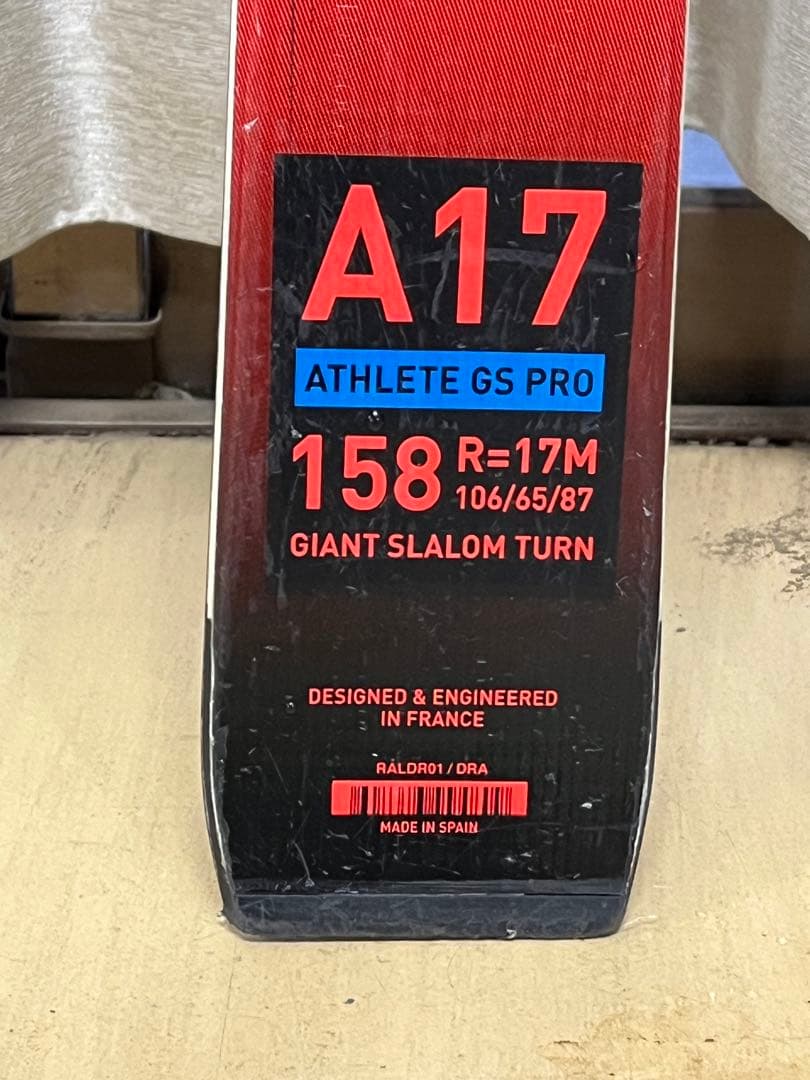 A17
ATHLETE GS PRO
158 R=17M
106/65/87
GIANT SLALOM TURN
DESIGNED & ENGINEERED
IN FRANCE
RALDR01 / DRA
MADE IN SPAIN